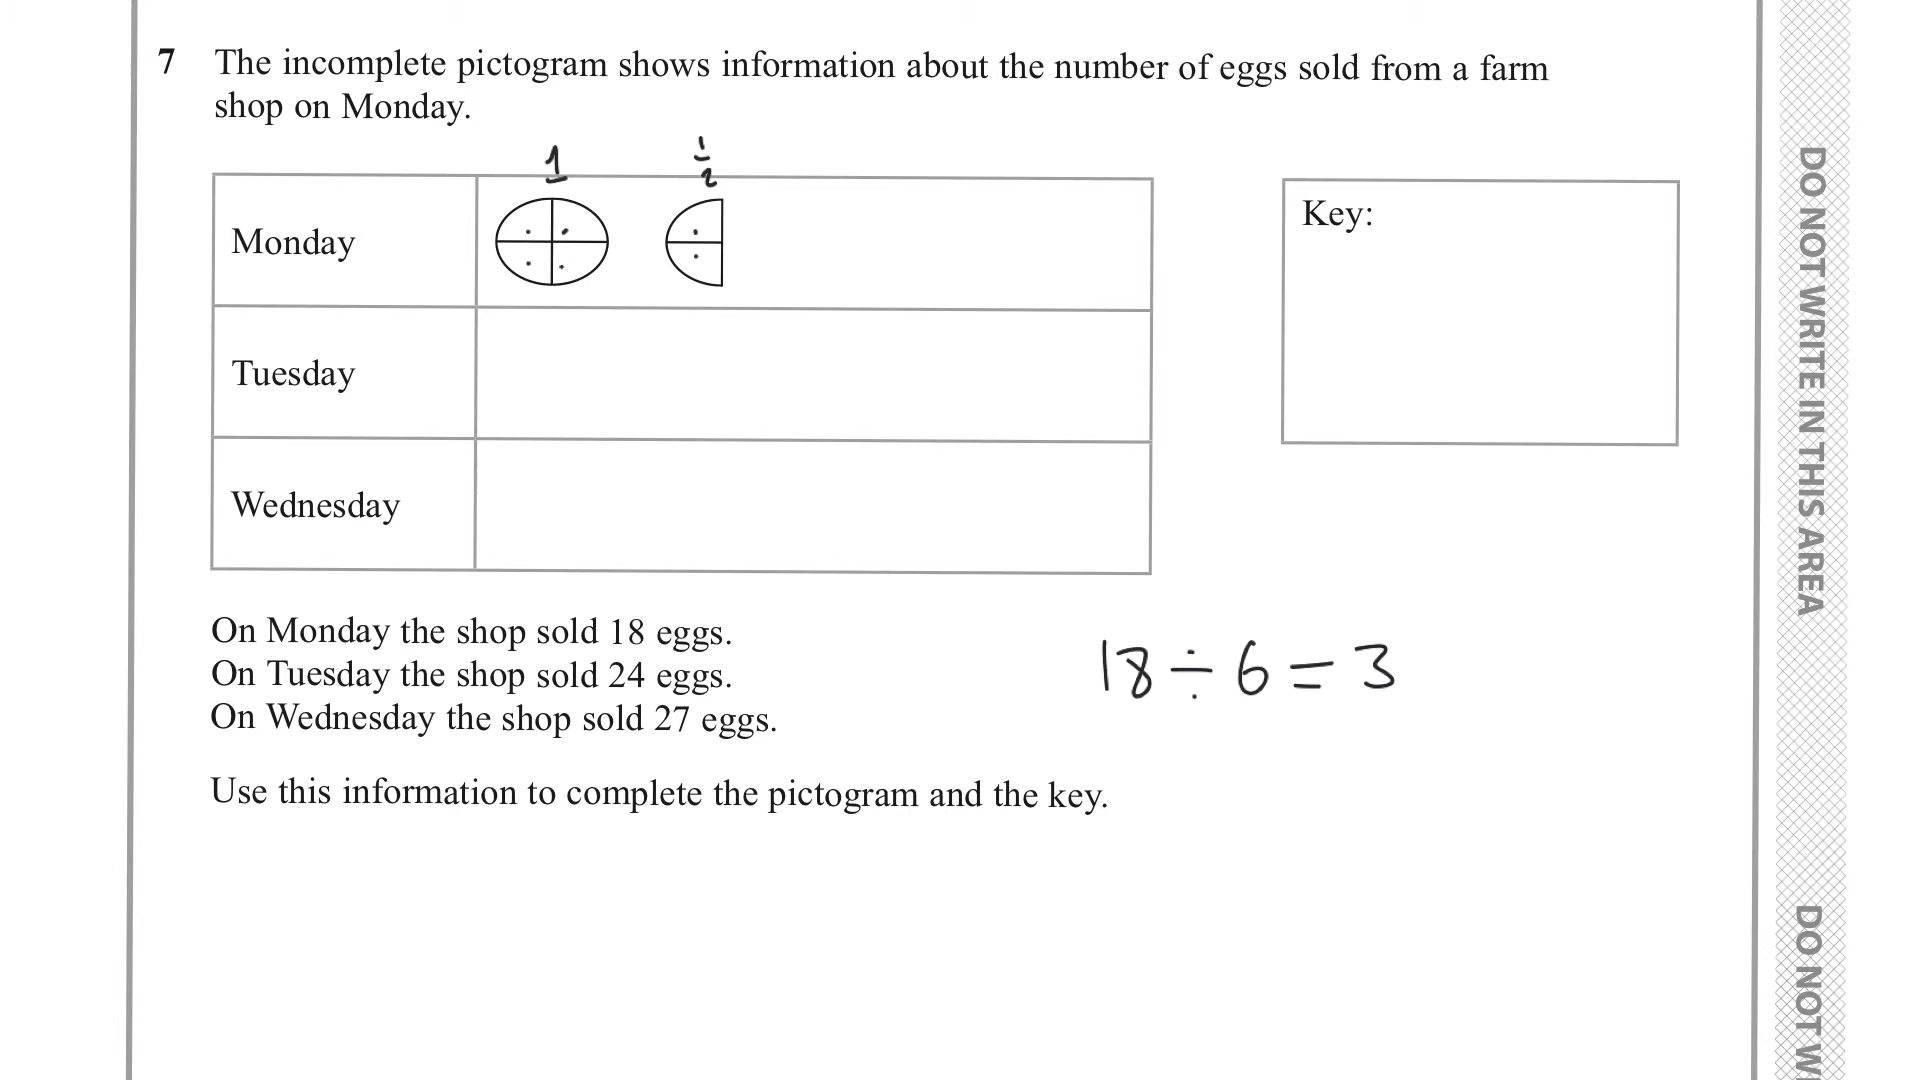 7 The incomplete pictogram shows information about the number of eggs sold from a farm
shop on Monday.
1
1/2
Monday
Key:
Tuesday
Wednesday
On Monday the shop sold 18 eggs.
On Tuesday the shop sold 24 eggs.
On Wednesday the shop sold 27 eggs.
18 ÷ 6 = 3
Use this information to complete the pictogram and the key.
DO NOT WRITE IN THIS AREA
DO NOT W